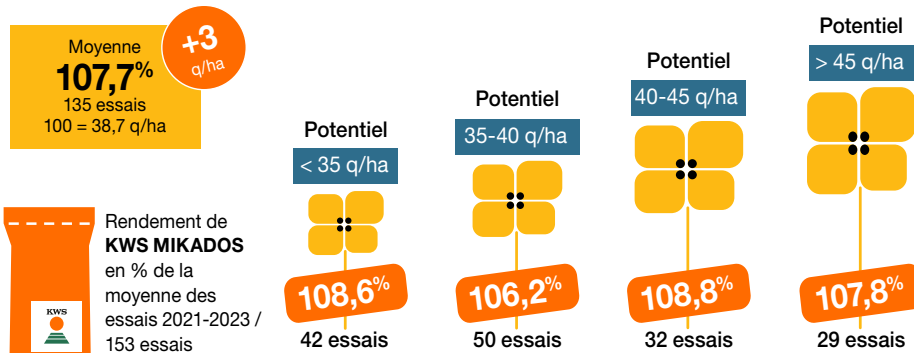 Moyenne
107,7%
135 essais
100 = 38,7 q/ha
+3
q/ha
Rendement de
KWS MIKADOS
en % de la
moyenne des
essais 2021-2023 /
153 essais
KWS
Potentiel
< 35 q/ha
108,6%
42 essais
Potentiel
35-40 q/ha
106,2%
50 essais
Potentiel
40-45 q/ha
108,8%
32 essais
Potentiel
> 45 q/ha
107,8%
29 essais